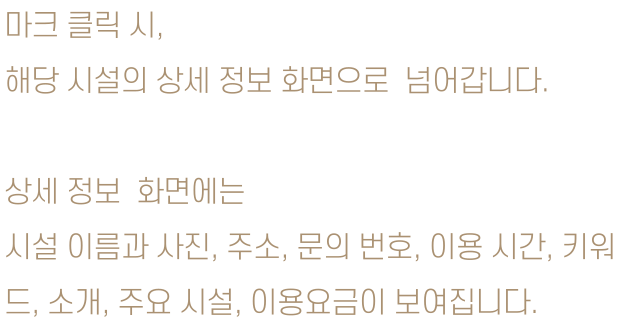 마크 클릭 시,
해당 시설의 상세 정보 화면으로 넘어갑니다.
상세 정보 화면에는
시설 이름과 사진, 주소, 문의 번호, 이용 시간, 키워
드, 소개, 주요 시설, 이용요금이 보여집니다.